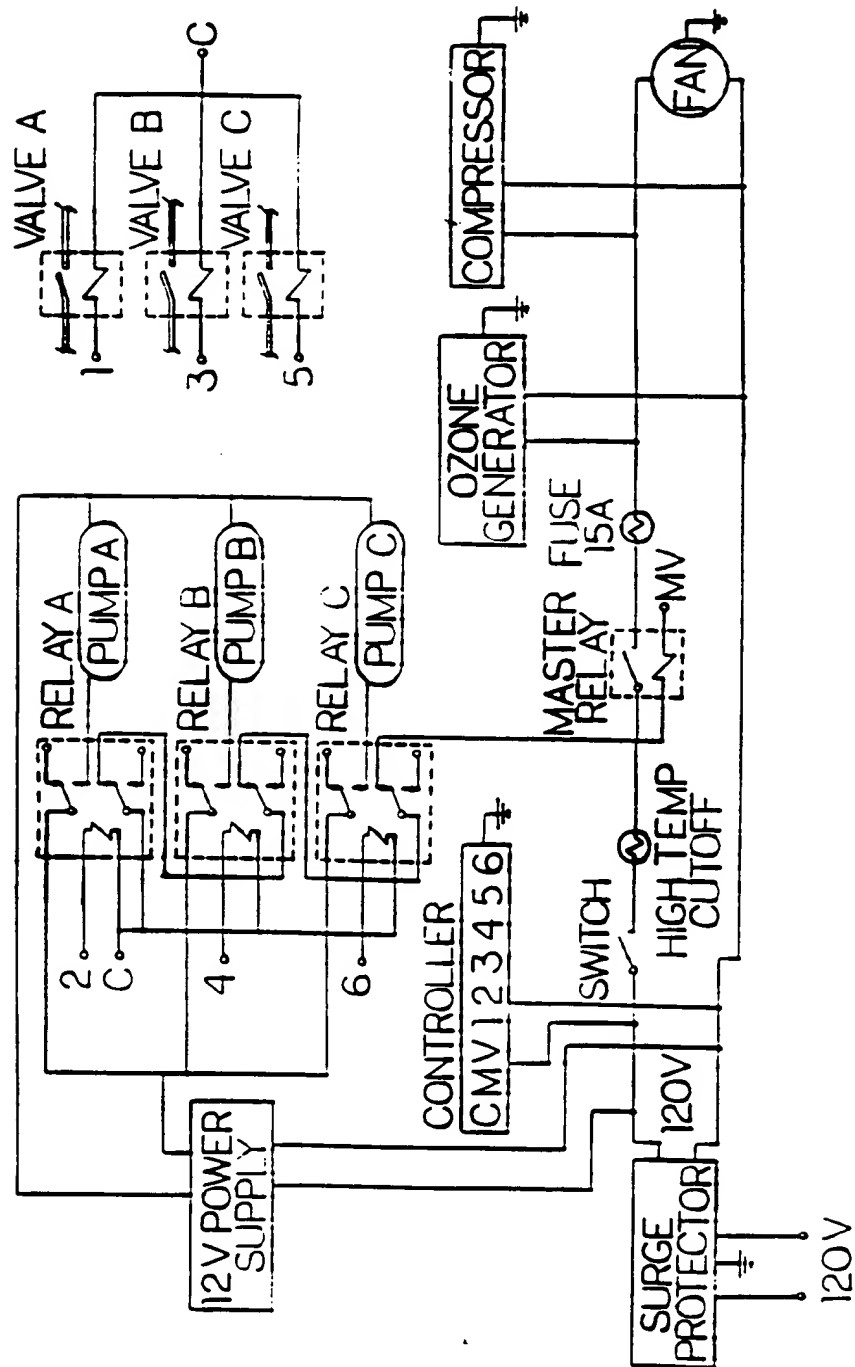 VALVE A
1
VALVE B
3
VALVE C
5
C
RELAY A
PUMP A
2
C
RELAY B
PUMP B
4
RELAY C
PUMP C
6
12V POWER
SUPPLY
CONTROLLER
C MV 1 2 3 4 5 6
OZONE
GENERATOR
COMPRESSOR
SWITCH
HIGH TEMP
CUTOFF
MASTER
RELAY
MV
FUSE
15A
FAN
120V
SURGE
PROTECTOR
120V